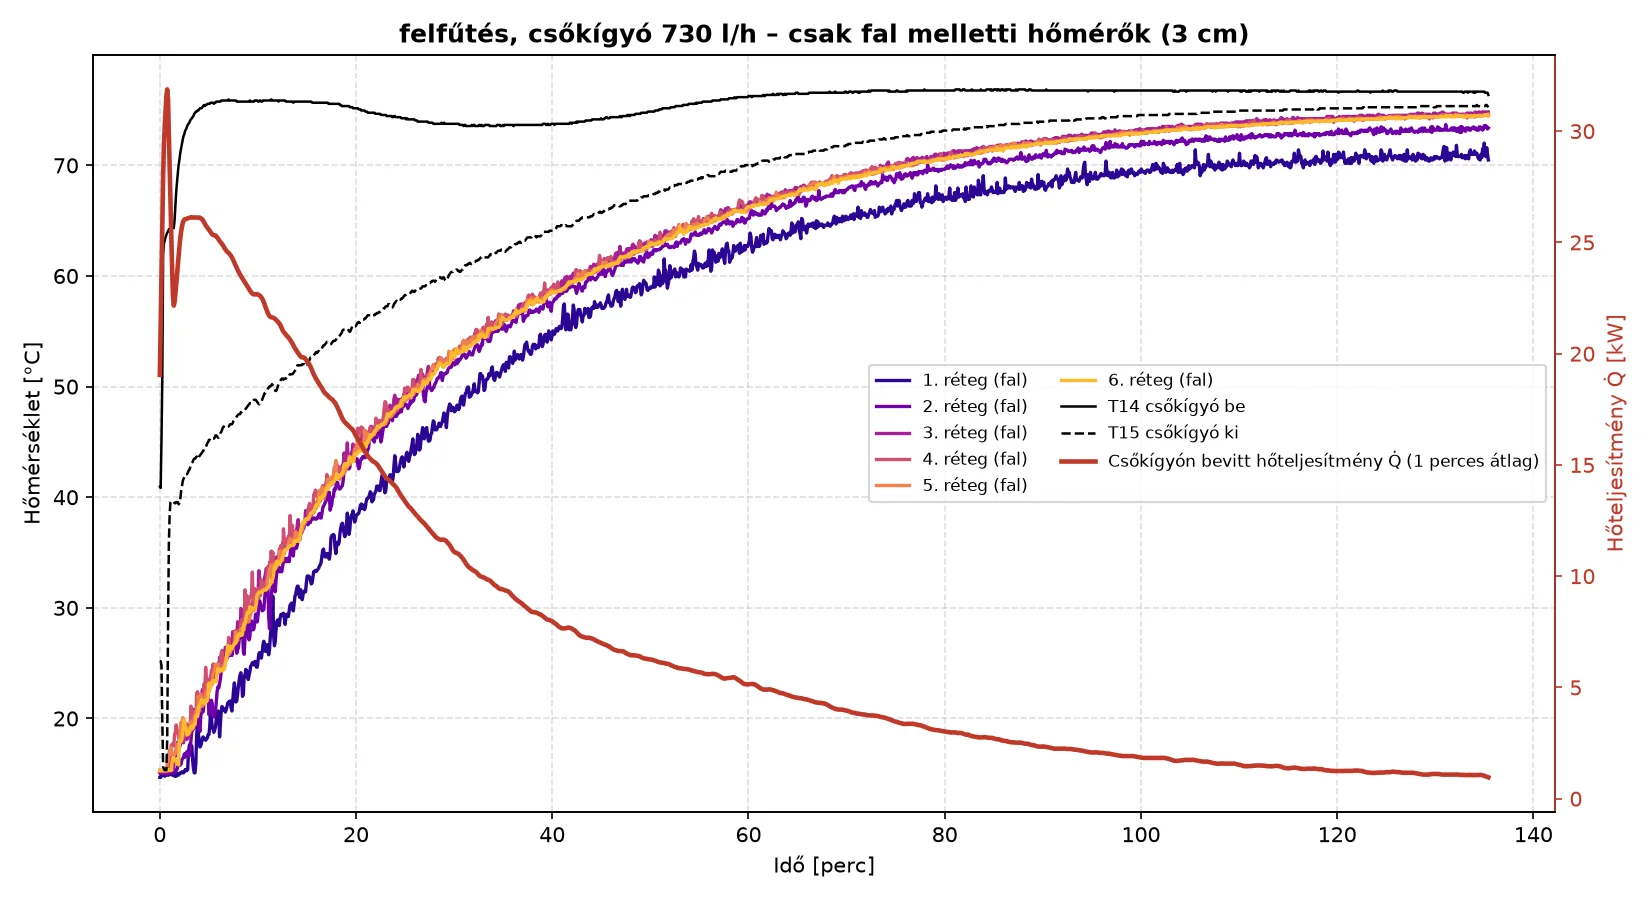 felfűtés, csőkígyó 730 l/h – csak fal melletti hőmérők (3 cm)
Hőmérséklet [°C]
70
60
50
40
30
20
30
25
20
15
10
5
0
Hőteljesítmény Q̇ [kW]
1. réteg (fal)
2. réteg (fal)
3. réteg (fal)
4. réteg (fal)
5. réteg (fal)
6. réteg (fal)
T14 csőkígyó be
T15 csőkígyó ki
Csőkígyón bevitt hőteljesítmény Q̇ (1 perces átlag)
0
20
40
60
80
100
120
140
Idő [perc]